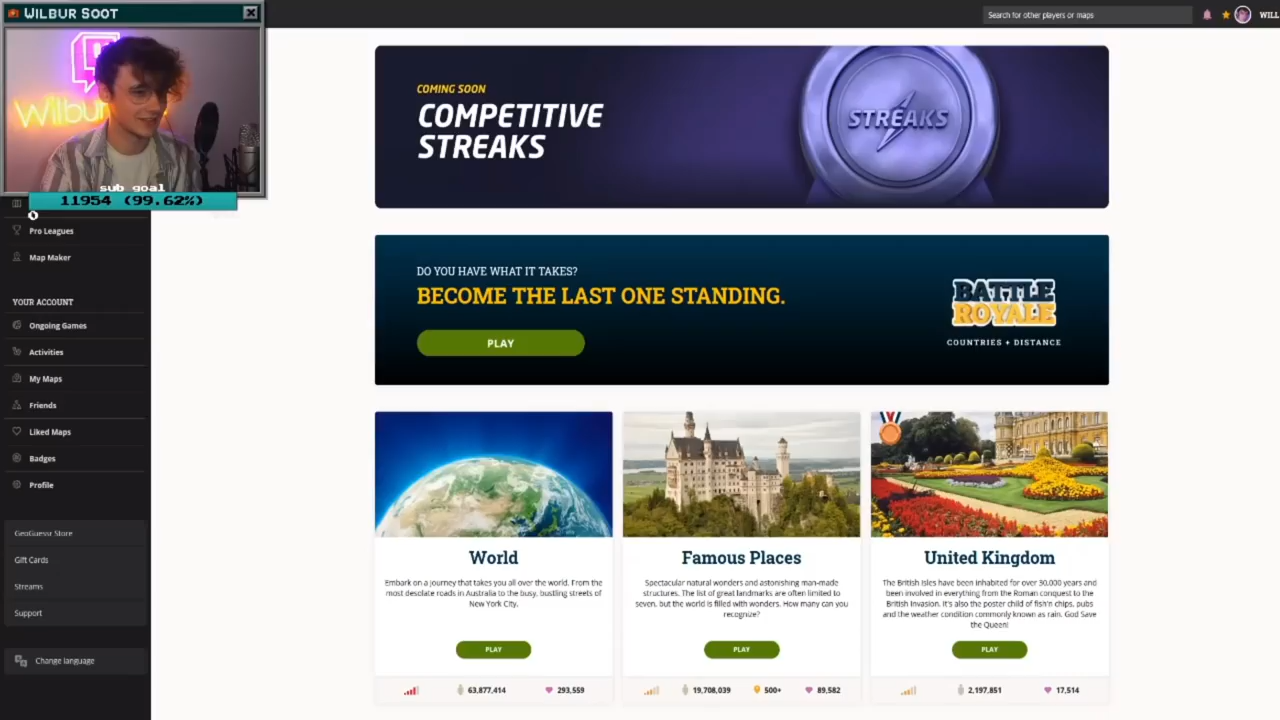 WILBUR SOOT
Wilbur
sub goal
11954 (99.62%)
Search for other players or maps
WILL
COMING SOON
COMPETITIVE
STREAKS
STREAKS
DO YOU HAVE WHAT IT TAKES?
BECOME THE LAST ONE STANDING.
PLAY
BATTLE
ROYALE
COUNTRIES + DISTANCE
Pro Leagues
Map Maker
YOUR ACCOUNT
Ongoing Games
Activities
My Maps
Friends
Liked Maps
Badges
Profile
GeoGuessr Store
Gift Cards
Streams
Support
Change language
World
Embark on a journey that takes you all over the world. From the
most desolate roads in Australia to the busy, bustling streets of
New York City.
PLAY
63,877,414
293,559
Famous Places
Spectacular natural wonders and astonishing man-made
structures. The list of great landmarks are often limited to
seven, but the world is filled with wonders. How many can you
recognize?
PLAY
19,708,039
500+
89,582
United Kingdom
The British Isles have been inhabited for over 30,000 years and
been involved in everything from the Roman conquest to the
British Invasion. It's also the poster child of fish'n chips, pubs
and the weather condition commonly known as rain. God Save
the Queen!
PLAY
2,197,851
17,514